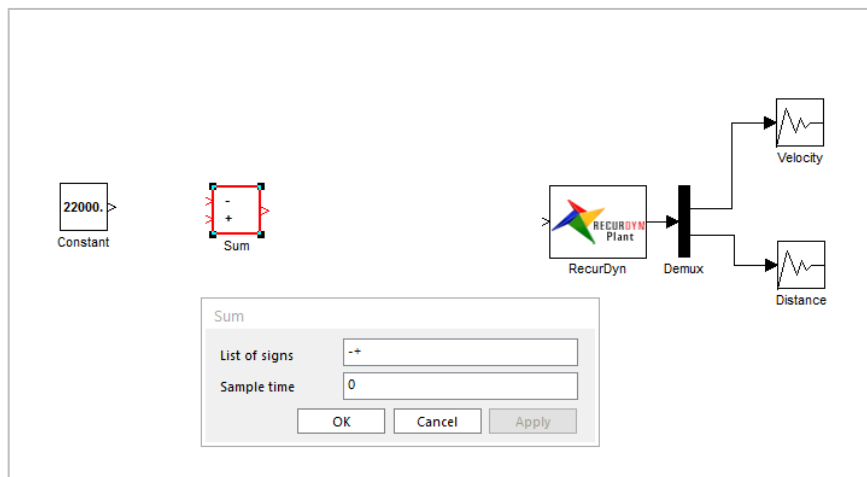 Velocity
22000.
Constant
-
+
Sum
RECURDYN
Plant
RecurDyn
Demux
Distance
Sum
List of signs
-+
Sample time
0
OK
Cancel
Apply